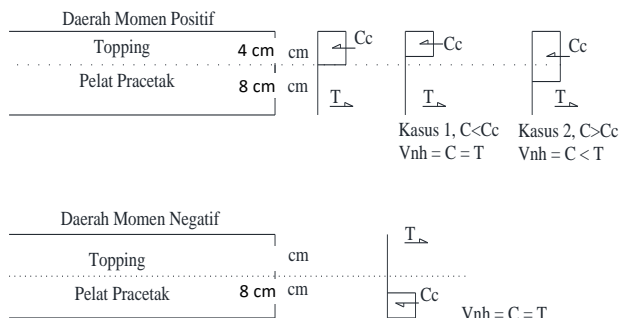 Daerah Momen Positif
Topping 4 cm cm
Pelat Pracetak 8 cm cm
Cc
T
Cc
T
Cc
T
Kasus 1, C<Cc
Vnh = C = T
Kasus 2, C>Cc
Vnh = C < T
Daerah Momen Negatif
Topping cm
Pelat Pracetak 8 cm cm
T
Cc
Vnh = C = T